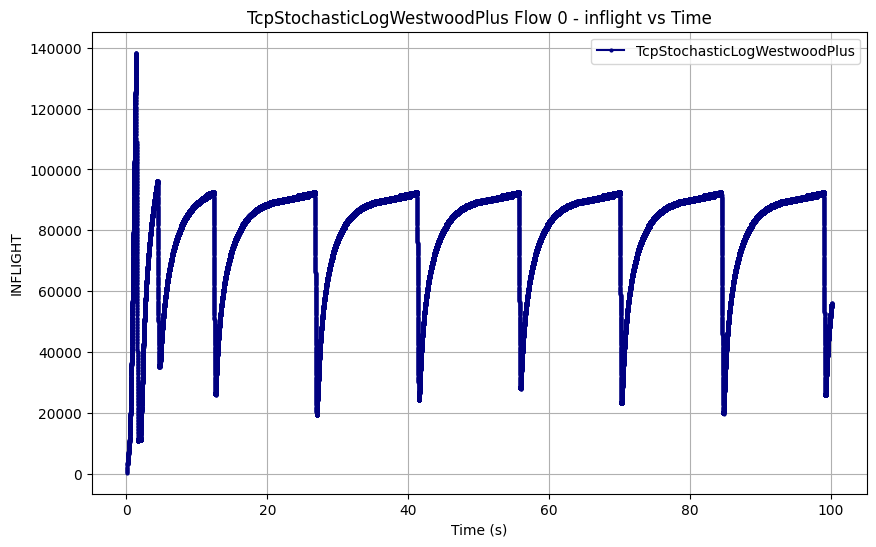 TcpStochasticLogWestwoodPlus Flow 0 - inflight vs Time
TcpStochasticLogWestwoodPlus
140000
120000
100000
80000
60000
40000
20000
0
INFLIGHT
0 20 40 60 80 100
Time (s)